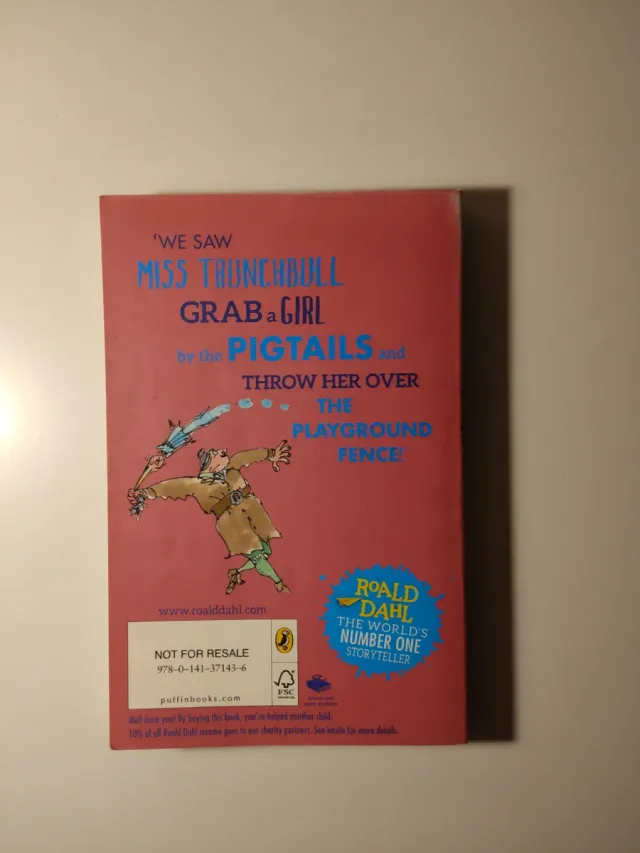 'WE SAW
MISS TRUNCHBULL
GRAB a GIRL
by the PIGTAILS and
THROW HER OVER
THE
PLAYGROUND
FENCE!'
www.roalddahl.com
NOT FOR RESALE
978-0-141-37143-6
puffinbooks.com
FSC
ROALD
DAHL
THE WORLD'S
NUMBER ONE
STORYTELLER
Well done you! By buying this book, you've helped another child.
10% of all Roald Dahl income goes to our charity partners. See inside for more details.